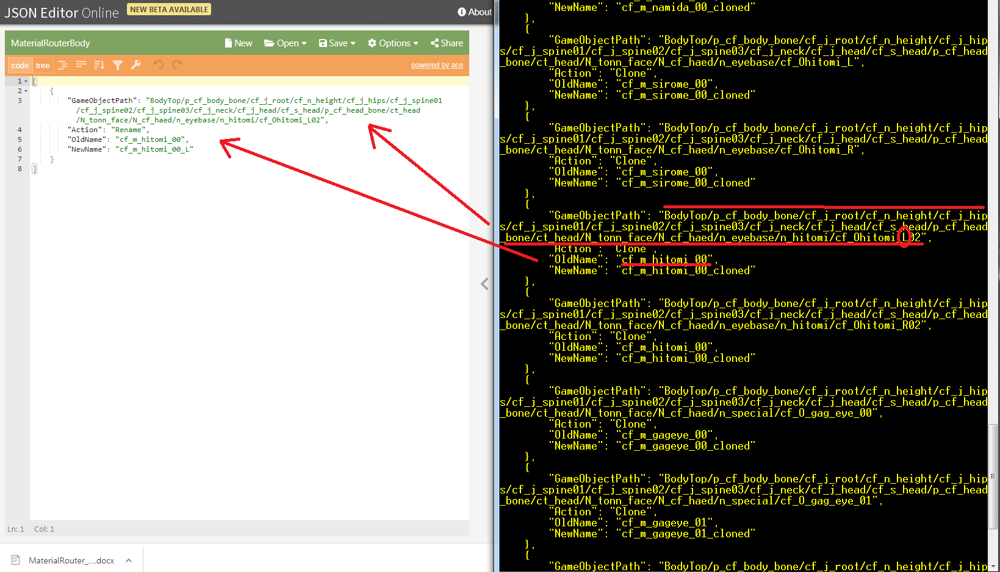 JSON Editor Online NEW BETA AVAILABLE About
MaterialRouterBody New Open Save Options Share
code tree powered by ace
1 [
2 {
3 "GameObjectPath": "BodyTop/p_cf_body_bone/cf_j_root/cf_n_height/cf_j_hips/cf_j_spine01
/cf_j_spine02/cf_j_spine03/cf_j_neck/cf_j_head/cf_s_head/p_cf_head_bone/ct_head
/N_tonn_face/N_cf_haed/n_eyebase/n_hitomi/cf_Ohitomi_L02",
4 "Action": "Rename",
5 "OldName": "cf_m_hitomi_00",
6 "NewName": "cf_m_hitomi_00_L"
7 }
8 ]
Ln: 1 Col: 1
MaterialRouter_....docx
"NewName": "cf_m_namida_00_cloned"
},
{
"GameObjectPath": "BodyTop/p_cf_body_bone/cf_j_root/cf_n_height/cf_j_hip
s/cf_j_spine01/cf_j_spine02/cf_j_spine03/cf_j_neck/cf_j_head/cf_s_head/p_cf_head
_bone/ct_head/N_tonn_face/N_cf_haed/n_eyebase/cf_Ohitomi_L",
"Action": "Clone",
"OldName": "cf_m_sirome_00",
"NewName": "cf_m_sirome_00_cloned"
},
{
"GameObjectPath": "BodyTop/p_cf_body_bone/cf_j_root/cf_n_height/cf_j_hip
s/cf_j_spine01/cf_j_spine02/cf_j_spine03/cf_j_neck/cf_j_head/cf_s_head/p_cf_head
_bone/ct_head/N_tonn_face/N_cf_haed/n_eyebase/cf_Ohitomi_R",
"Action": "Clone",
"OldName": "cf_m_sirome_00",
"NewName": "cf_m_sirome_00_cloned"
},
{
"GameObjectPath": "BodyTop/p_cf_body_bone/cf_j_root/cf_n_height/cf_j_hip
s/cf_j_spine01/cf_j_spine02/cf_j_spine03/cf_j_neck/cf_j_head/cf_s_head/p_cf_head
_bone/ct_head/N_tonn_face/N_cf_haed/n_eyebase/n_hitomi/cf_Ohitomi_L02",
"Action": "Clone",
"OldName": "cf_m_hitomi_00",
"NewName": "cf_m_hitomi_00_cloned"
},
{
"GameObjectPath": "BodyTop/p_cf_body_bone/cf_j_root/cf_n_height/cf_j_hip
s/cf_j_spine01/cf_j_spine02/cf_j_spine03/cf_j_neck/cf_j_head/cf_s_head/p_cf_head
_bone/ct_head/N_tonn_face/N_cf_haed/n_eyebase/n_hitomi/cf_Ohitomi_R02",
"Action": "Clone",
"OldName": "cf_m_hitomi_00",
"NewName": "cf_m_hitomi_00_cloned"
},
{
"GameObjectPath": "BodyTop/p_cf_body_bone/cf_j_root/cf_n_height/cf_j_hip
s/cf_j_spine01/cf_j_spine02/cf_j_spine03/cf_j_neck/cf_j_head/cf_s_head/p_cf_head
_bone/ct_head/N_tonn_face/N_cf_haed/n_special/cf_O_gag_eye_00",
"Action": "Clone",
"OldName": "cf_m_gageye_00",
"NewName": "cf_m_gageye_00_cloned"
},
{
"GameObjectPath": "BodyTop/p_cf_body_bone/cf_j_root/cf_n_height/cf_j_hip
s/cf_j_spine01/cf_j_spine02/cf_j_spine03/cf_j_neck/cf_j_head/cf_s_head/p_cf_head
_bone/ct_head/N_tonn_face/N_cf_haed/n_special/cf_O_gag_eye_01",
"Action": "Clone",
"OldName": "cf_m_gageye_01",
"NewName": "cf_m_gageye_01_cloned"
},
{
"GameObjectPath": "BodyTop/p_cf_body_bone/cf_j_root/cf_n_height/cf_j_hip